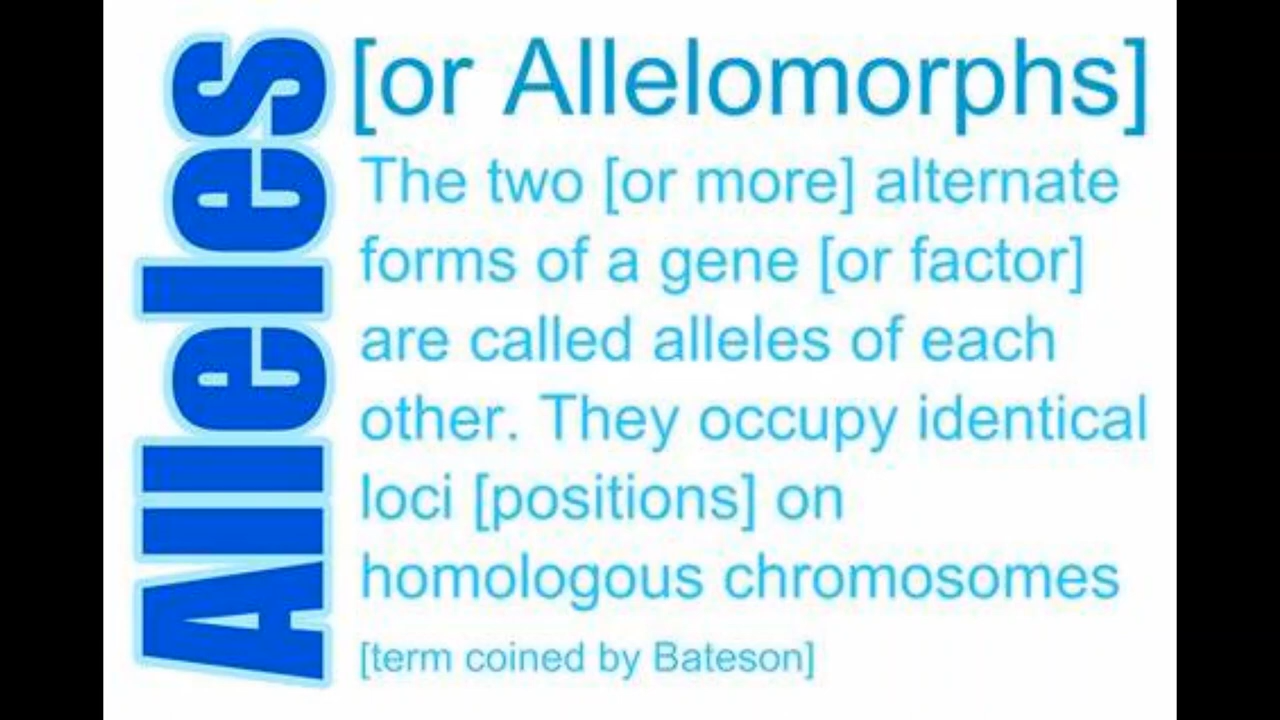 Alleles
[or Allelomorphs]
The two [or more] alternate
forms of a gene [or factor]
are called alleles of each
other. They occupy identical
loci [positions] on
homologous chromosomes
[term coined by Bateson]